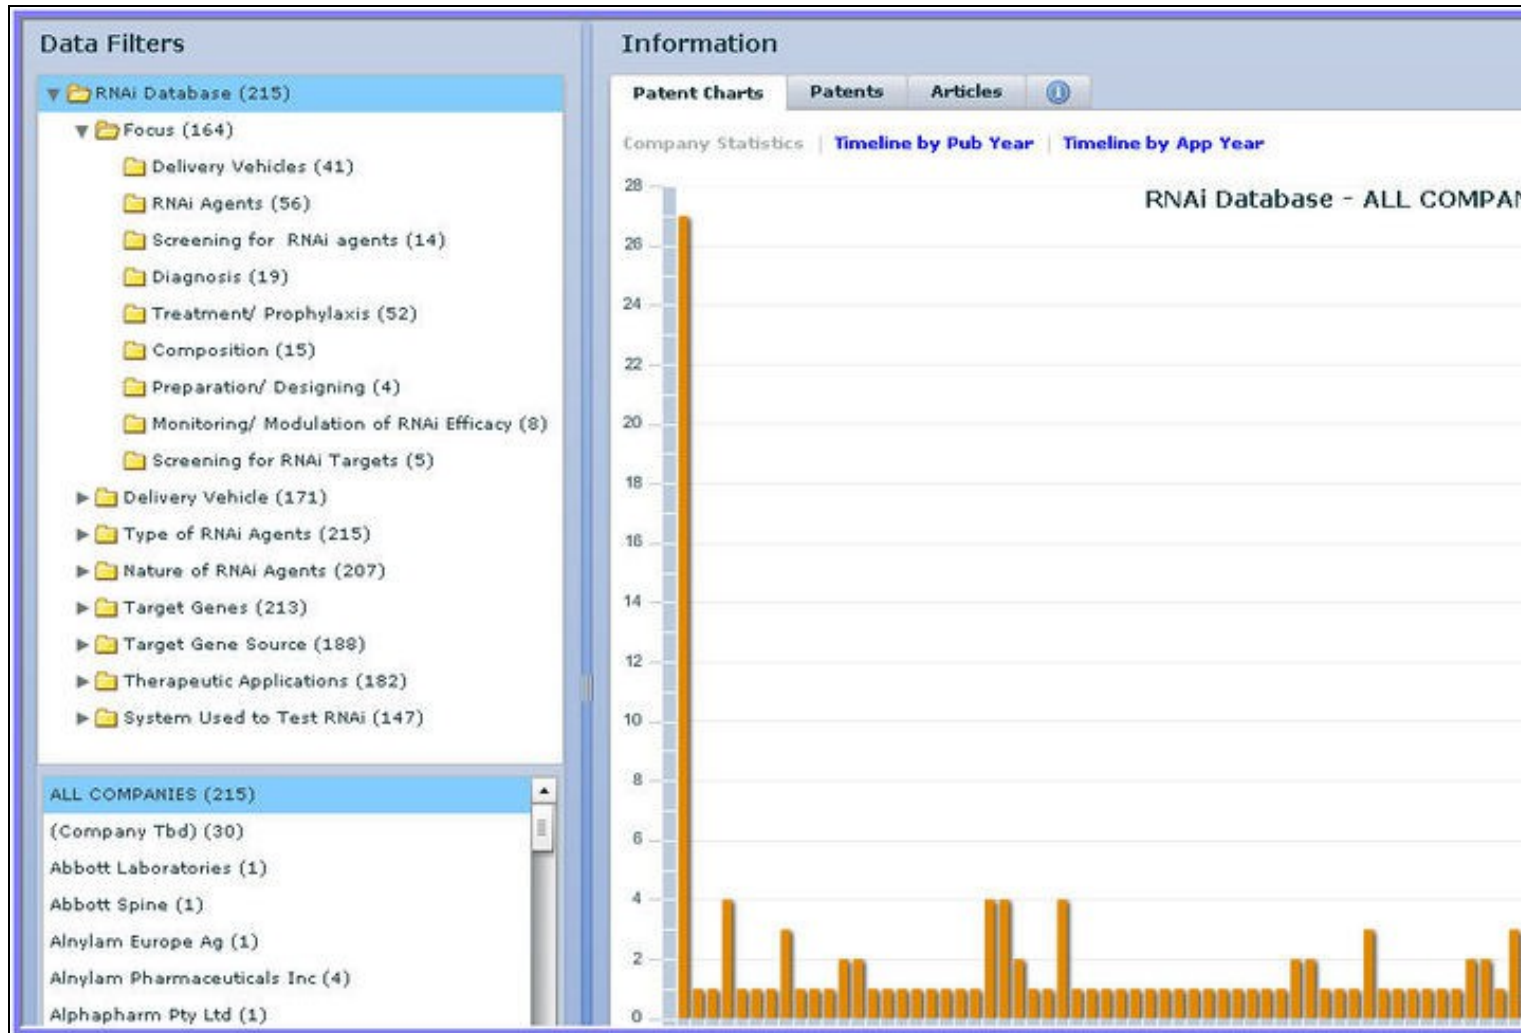 Data Filters
RNAi Database (215)
Focus (164)
Delivery Vehicles (41)
RNAi Agents (56)
Screening for  RNAi agents (14)
Diagnosis (19)
Treatment/ Prophylaxis (52)
Composition (15)
Preparation/ Designing (4)
Monitoring/ Modulation of RNAi Efficacy (8)
Screening for RNAi Targets (5)
Delivery Vehicle (171)
Type of RNAi Agents (215)
Nature of RNAi Agents (207)
Target Genes (213)
Target Gene Source (188)
Therapeutic Applications (182)
System Used to Test RNAi (147)
ALL COMPANIES (215)
(Company Tbd) (30)
Abbott Laboratories (1)
Abbott Spine (1)
Alnylam Europe Ag (1)
Alnylam Pharmaceuticals Inc (4)
Alphapharm Pty Ltd (1)
Information
Patent Charts Patents Articles
Company Statistics | Timeline by Pub Year | Timeline by App Year
RNAi Database - ALL COMPAN
28
26
24
22
20
18
16
14
12
10
8
6
4
2
0